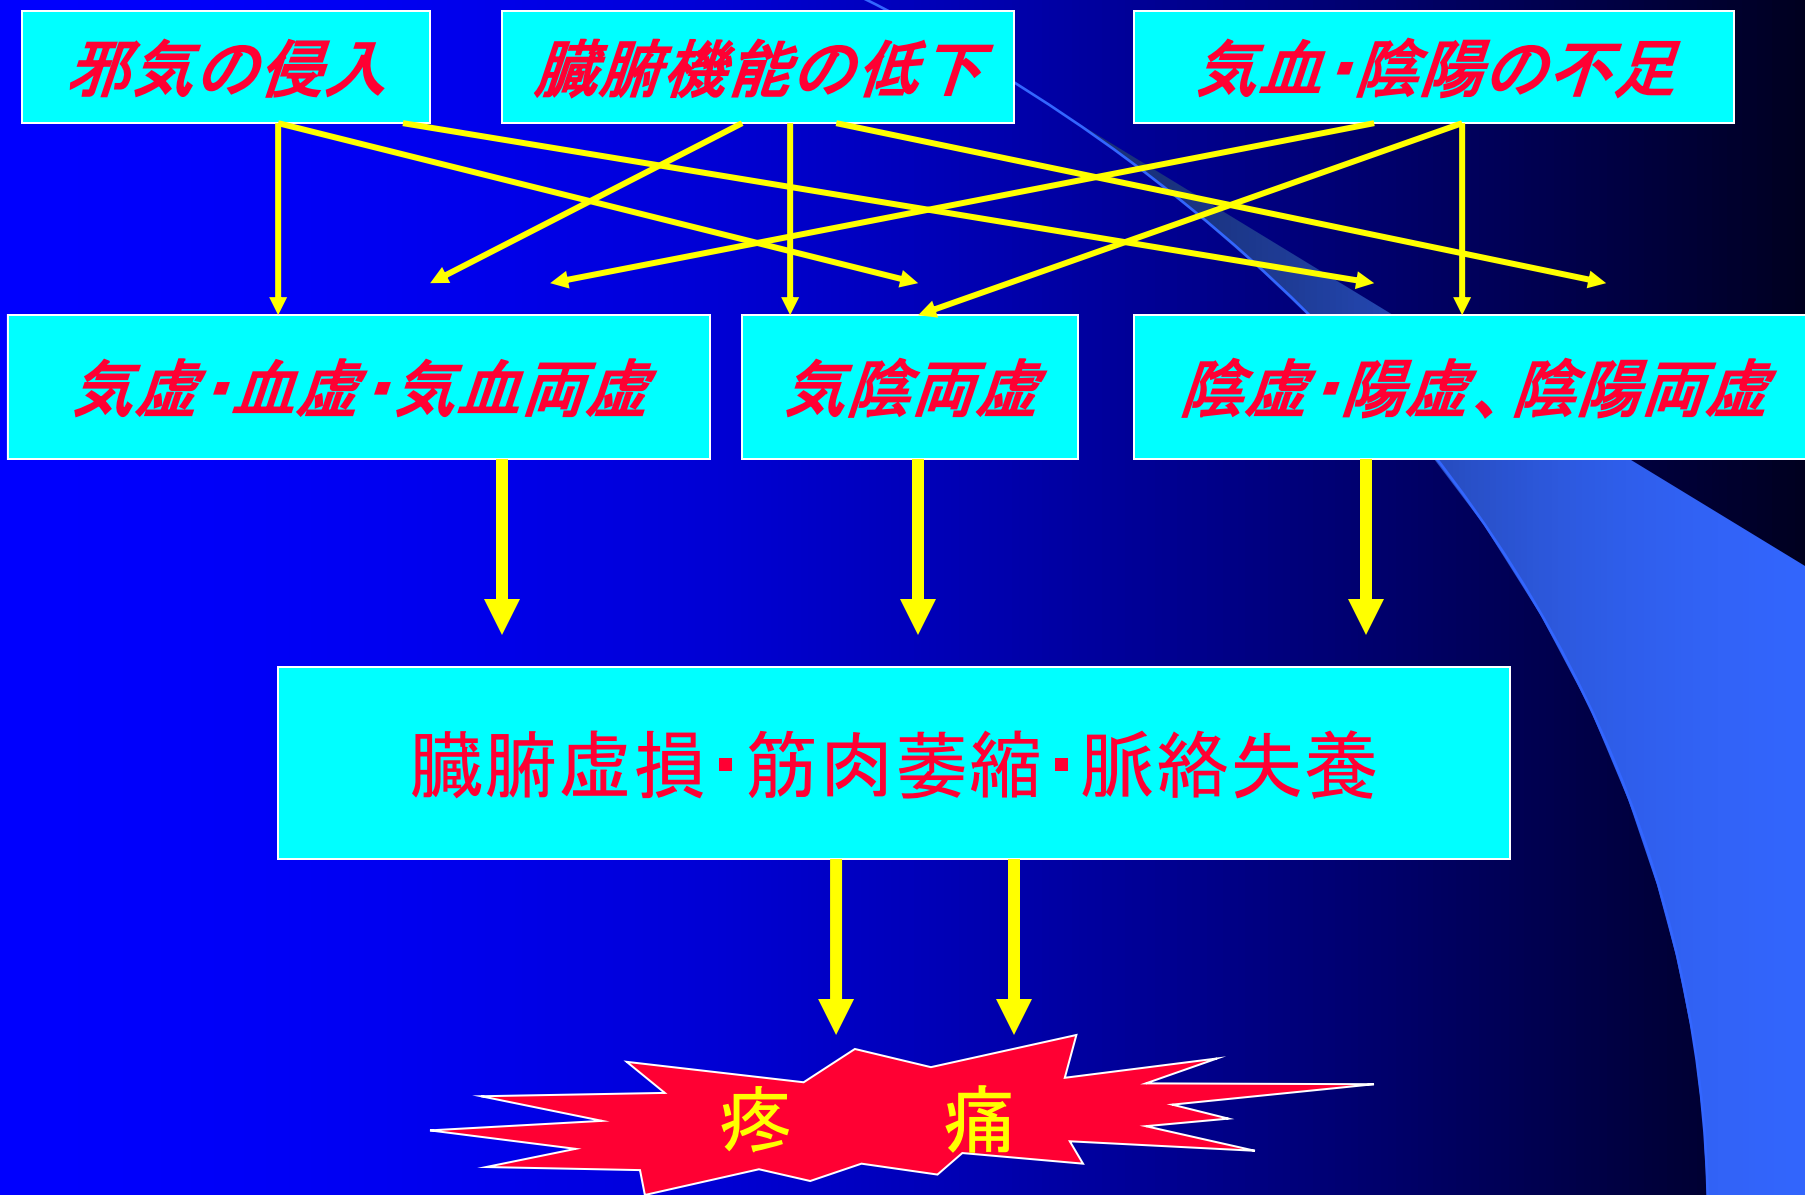 邪気の侵入
臓腑機能の低下
気血・陰陽の不足
気虚・血虚・気血両虚
気陰両虚
陰虚・陽虚、陰陽両虚
臓腑虚損・筋肉萎縮・脈絡失養
疼　痛